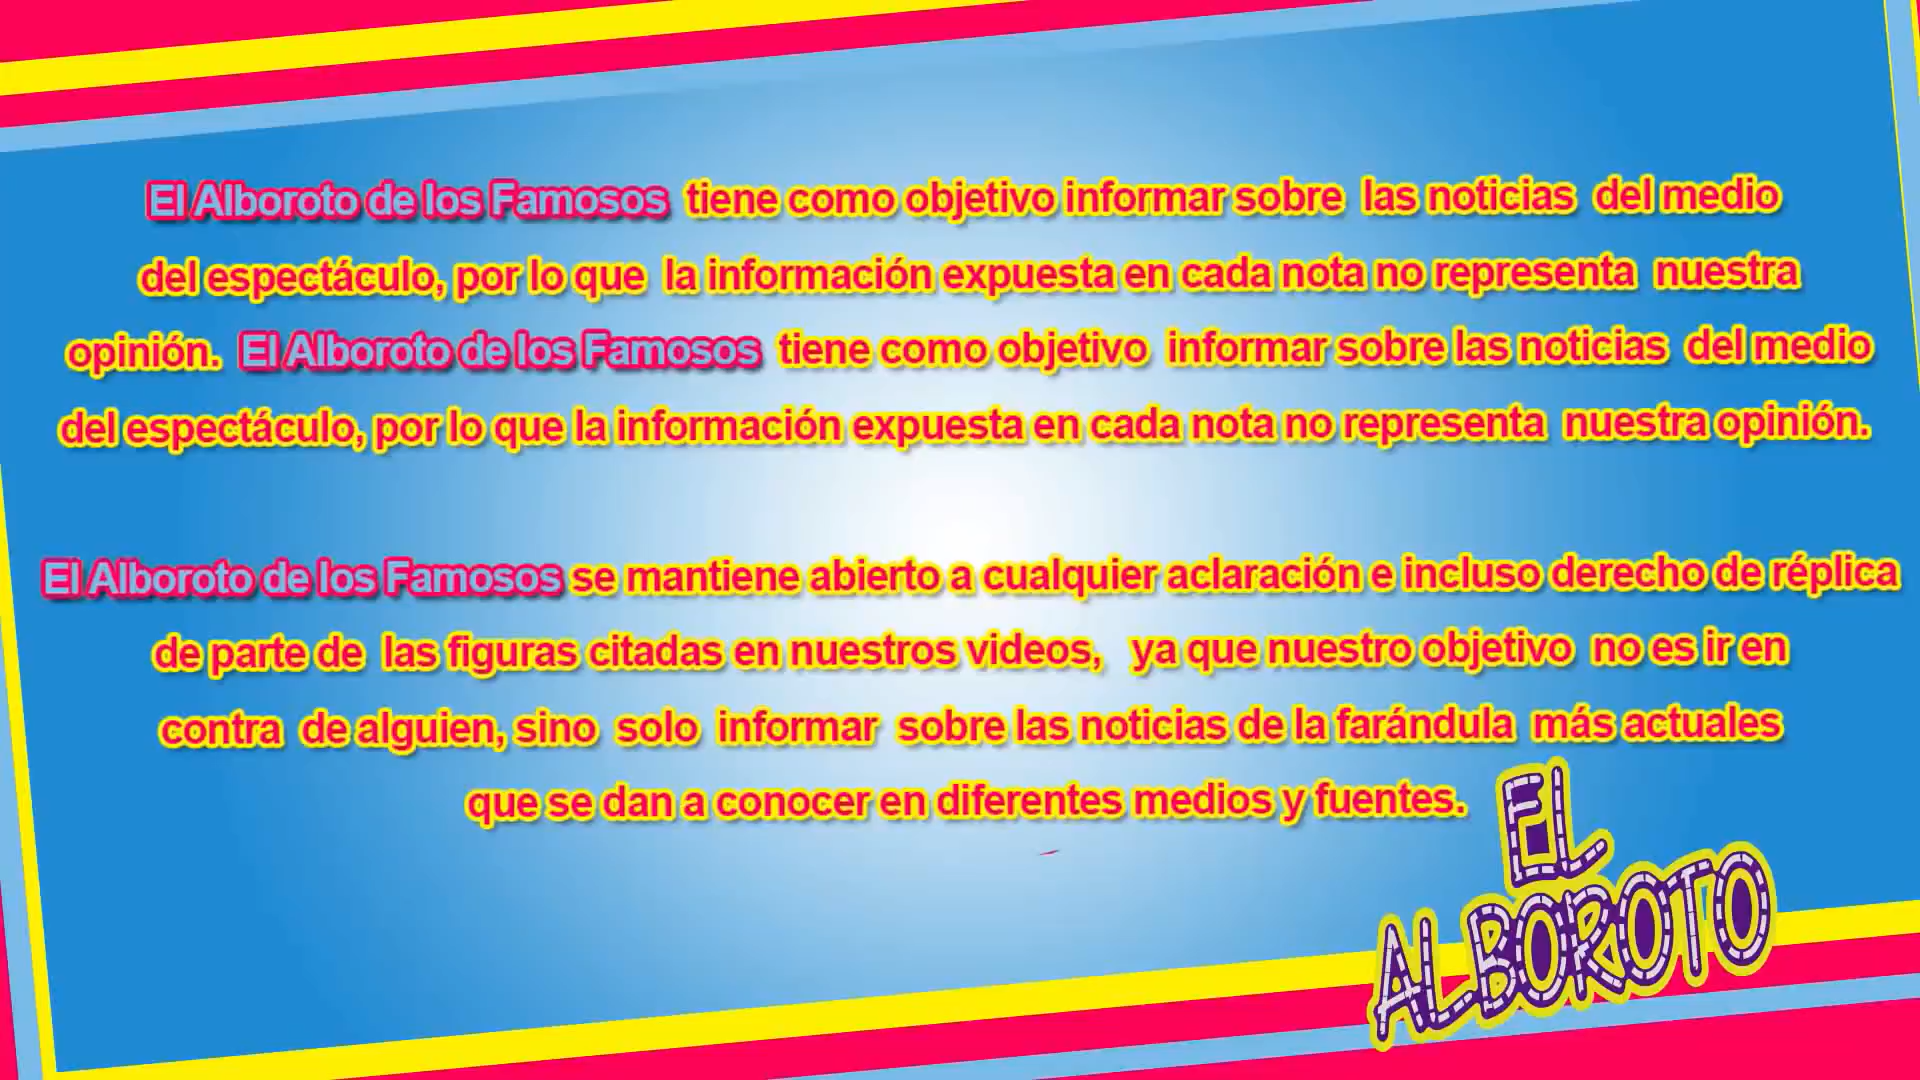 El Alboroto de los Famosos tiene como objetivo informar sobre las noticias del medio
del espectáculo, por lo que la información expuesta en cada nota no representa nuestra
opinión. El Alboroto de los Famosos tiene como objetivo informar sobre las noticias del medio
del espectáculo, por lo que la información expuesta en cada nota no representa nuestra opinión.
El Alboroto de los Famosos se mantiene abierto a cualquier aclaración e incluso derecho de réplica
de parte de las figuras citadas en nuestros videos, ya que nuestro objetivo no es ir en
contra de alguien, sino solo informar sobre las noticias de la farándula más actuales
que se dan a conocer en diferentes medios y fuentes.
EL
ALBOROTO